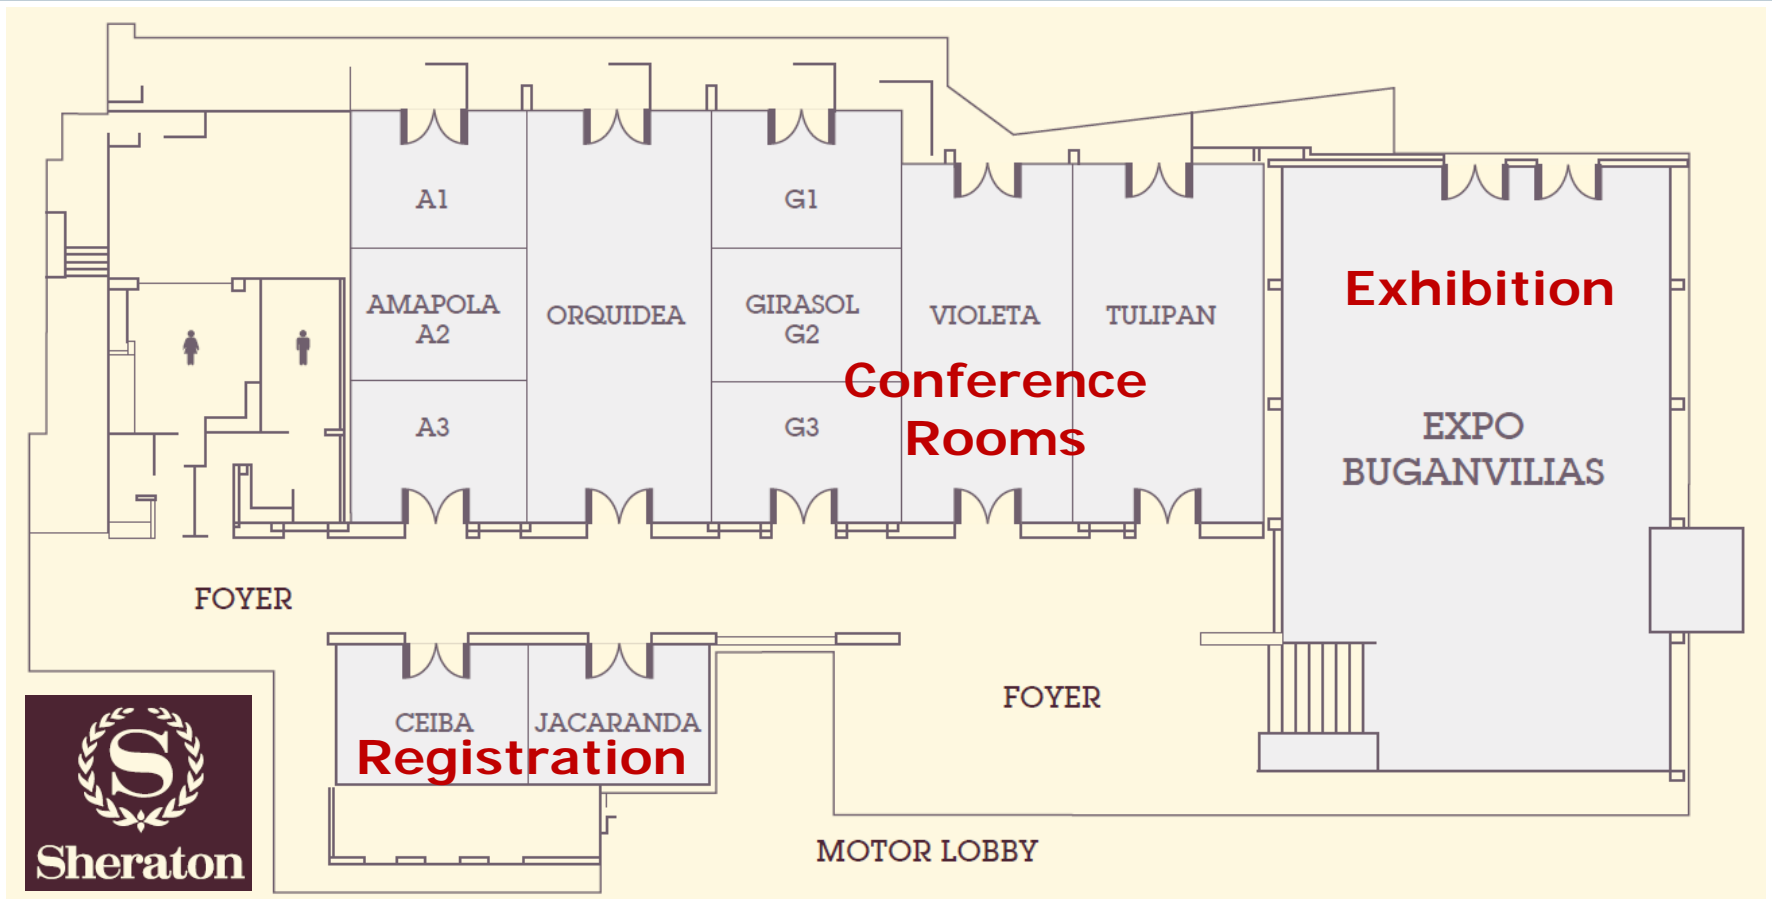 A1
G1
Exhibition
AMAPOLA
A2
ORQUIDEA
GIRASOL
G2
VIOLETA
TULIPAN
Conference
Rooms
A3
G3
EXPO
BUGANVILIAS
FOYER
FOYER
CEIBA
JACARANDA
Registration
S
Sheraton
MOTOR LOBBY